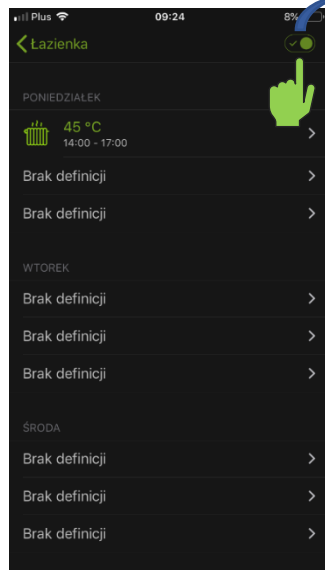 Plus 09:24 8%
Łazienka
PONIEDZIAŁEK
45 °C
14:00 - 17:00
Brak definicji
Brak definicji
WTOREK
Brak definicji
Brak definicji
Brak definicji
ŚRODA
Brak definicji
Brak definicji
Brak definicji